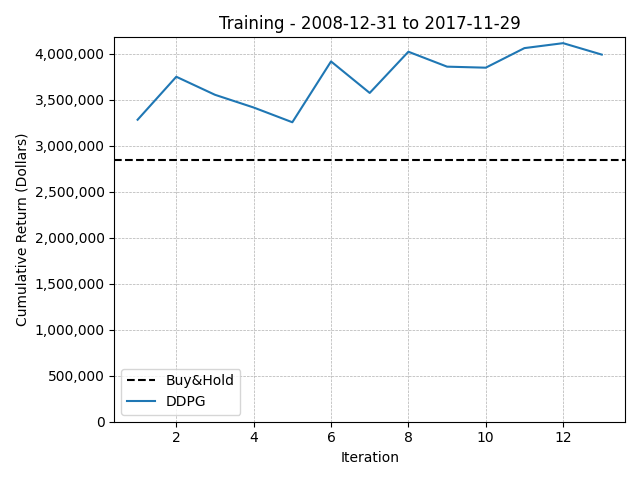 Training - 2008-12-31 to 2017-11-29
Cumulative Return (Dollars)
4,000,000
3,500,000
3,000,000
2,500,000
2,000,000
1,500,000
1,000,000
500,000
0
Buy&Hold
DDPG
2 4 6 8 10 12
Iteration